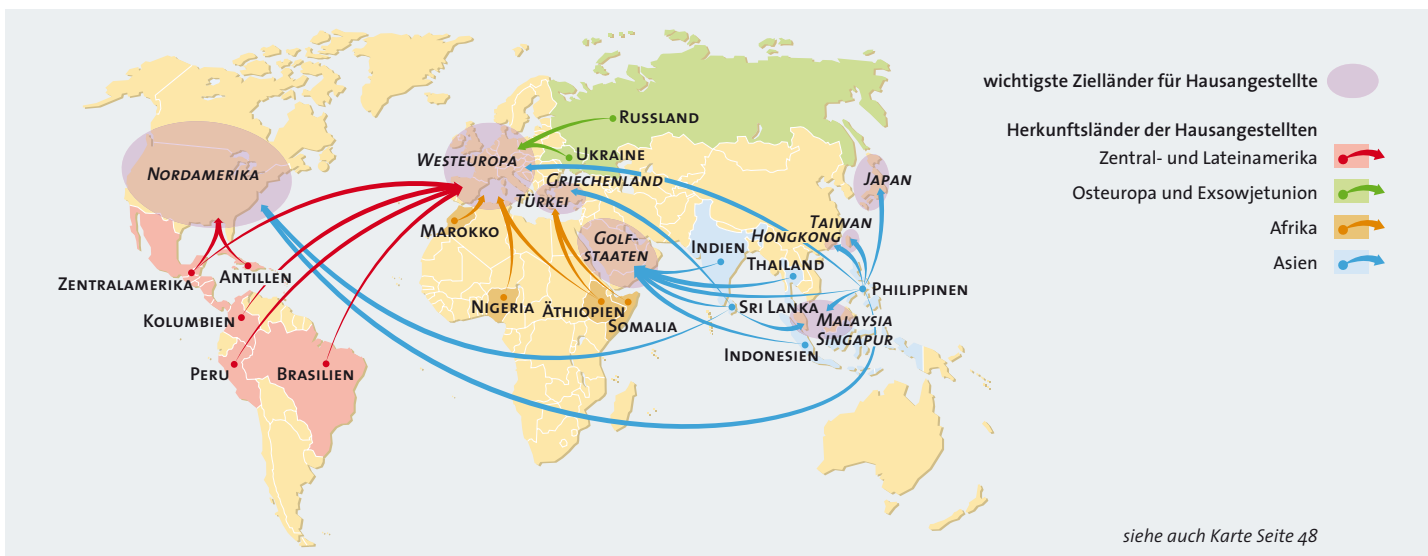 wichtigste Zielländer für Hausangestellte
Herkunftsländer der Hausangestellten
Zentral- und Lateinamerika
Osteuropa und Exsowjetunion
Afrika
Asien
Russland
Ukraine
Westeuropa
Nordamerika
Griechenland
Türkei
Japan
Taiwan
Hongkong
Marokko
Golf-
staaten
Indien
Thailand
Zentralamerika
Antillen
Philippinen
Kolumbien
Nigeria
Äthiopien
Somalia
Sri Lanka
Malaysia
Singapur
Indonesien
Peru
Brasilien
siehe auch Karte Seite 48